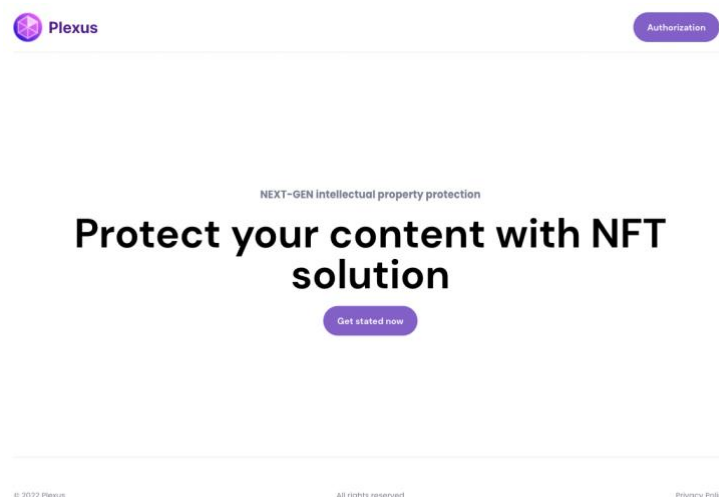 Plexus
Authorization
NEXT-GEN intellectual property protection
Protect your content with NFT
solution
Get stated now
© 2022 Plexus
All rights reserved
Privacy Poli